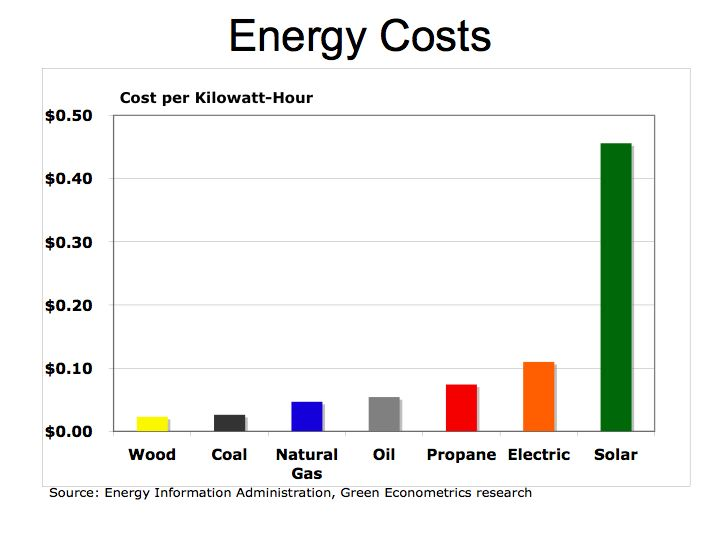 Energy Costs
Cost per Kilowatt-Hour
$0.50
$0.40
$0.30
$0.20
$0.10
$0.00
Wood Coal Natural Gas Oil Propane Electric Solar
Source: Energy Information Administration, Green Econometrics research